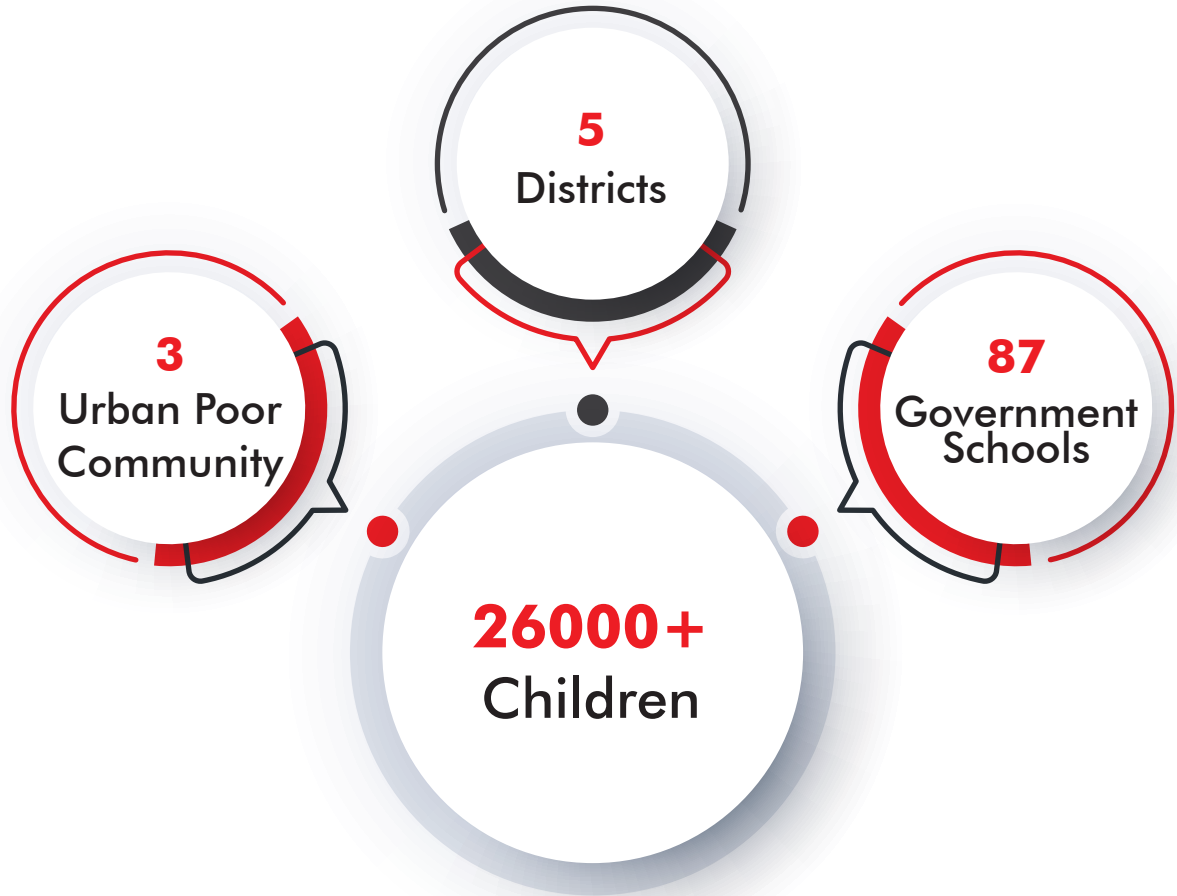 5
Districts
3
Urban Poor
Community
87
Government
Schools
26000+
Children